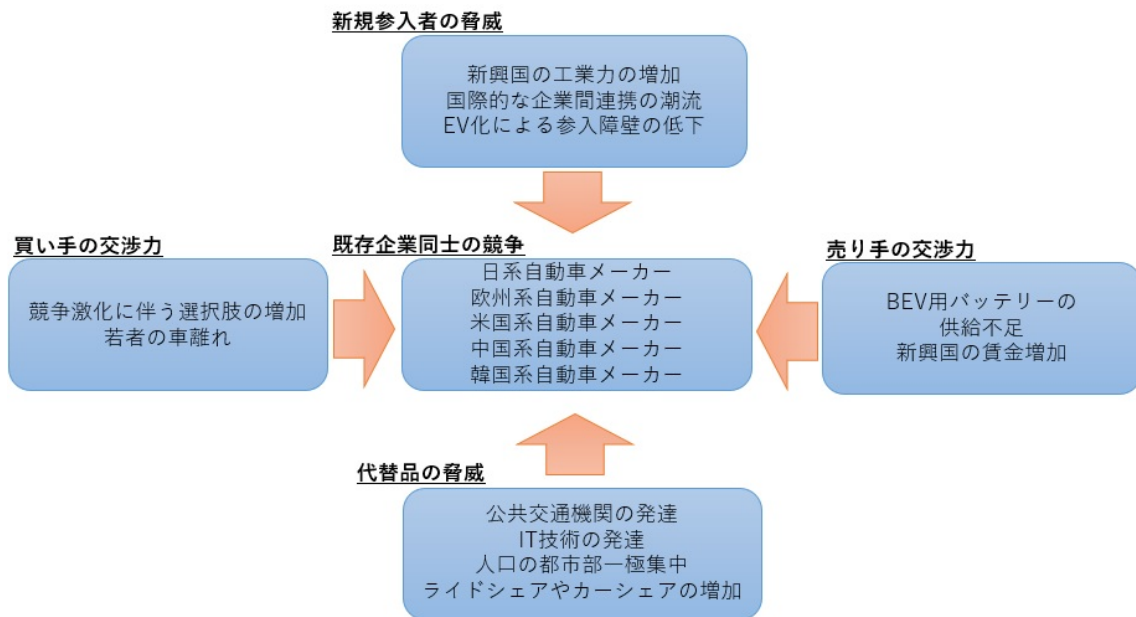 新規参入者の脅威
新興国の工業力の増加
国際的な企業間連携の潮流
EV化による参入障壁の低下
買い手の交渉力
競争激化に伴う選択肢の増加
若者の車離れ
既存企業同士の競争
日系自動車メーカー
欧州系自動車メーカー
米国系自動車メーカー
中国系自動車メーカー
韓国系自動車メーカー
売り手の交渉力
BEV用バッテリーの
供給不足
新興国の賃金増加
代替品の脅威
公共交通機関の発達
IT技術の発達
人口の都市部一極集中
ライドシェアやカーシェアの増加